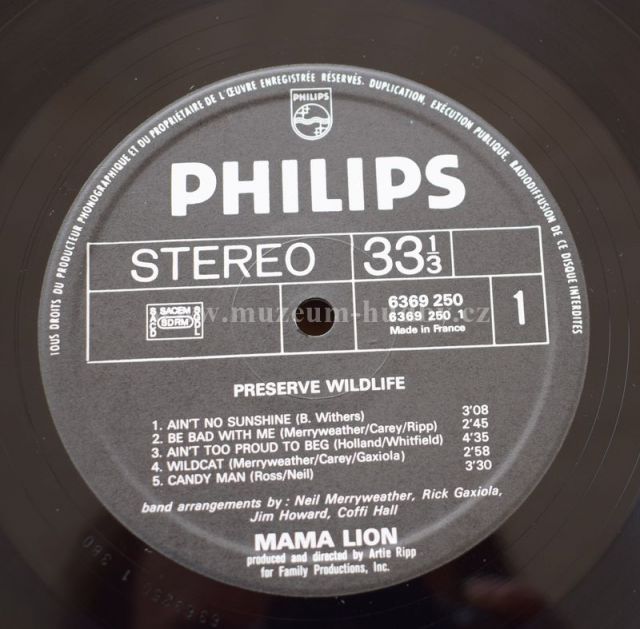 TOUS DROITS DU PRODUCTEUR PHONOGRAPHIQUE ET DU PROPRIÉTAIRE DE L'ŒUVRE ENREGISTRÉE RÉSERVÉS. DUPLICATION, EXÉCUTION PUBLIQUE, RADIODIFFUSION DE CE DISQUE INTERDITES
PHILIPS
PHILIPS
STEREO 33 1/3
SACEM
SACD SDRM SGDL
6369 250
6369 250.1
Made in France
1
PRESERVE WILDLIFE
1. AIN'T NO SUNSHINE (B. Withers) 3'08
2. BE BAD WITH ME (Merryweather/Carey/Ripp) 2'45
3. AIN'T TOO PROUD TO BEG (Holland/Whitfield) 4'35
4. WILDCAT (Merryweather/Carey/Gaxiola) 2'58
5. CANDY MAN (Ross/Neil) 3'30
band arrangements by : Neil Merryweather, Rick Gaxiola,
Jim Howard, Coffi Hall
MAMA LION
produced and directed by Artie Ripp
for Family Productions, Inc.